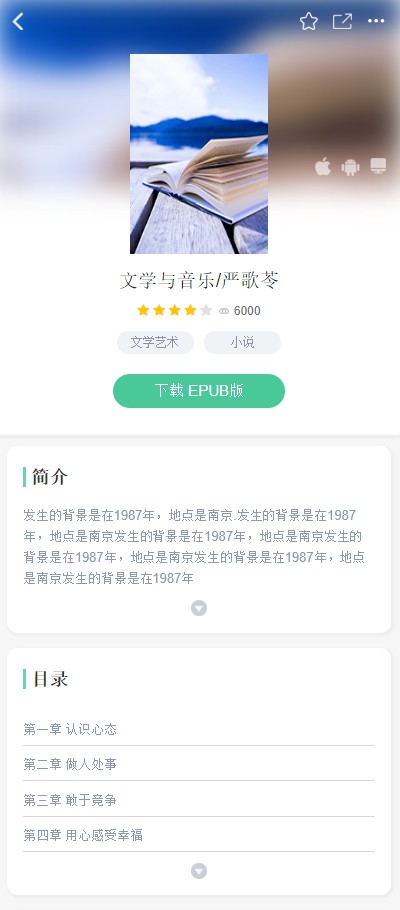 文学与音乐/严歌苓
6000
文学艺术 小说
下载 EPUB版
简介
发生的背景是在1987年，地点是南京.发生的背景是在1987
年，地点是南京发生的背景是在1987年，地点是南京发生的
背景是在1987年，地点是南京发生的背景是在1987年，地点
是南京发生的背景是在1987年
目录
第一章 认识心态
第二章 做人处事
第三章 敢于竞争
第四章 用心感受幸福